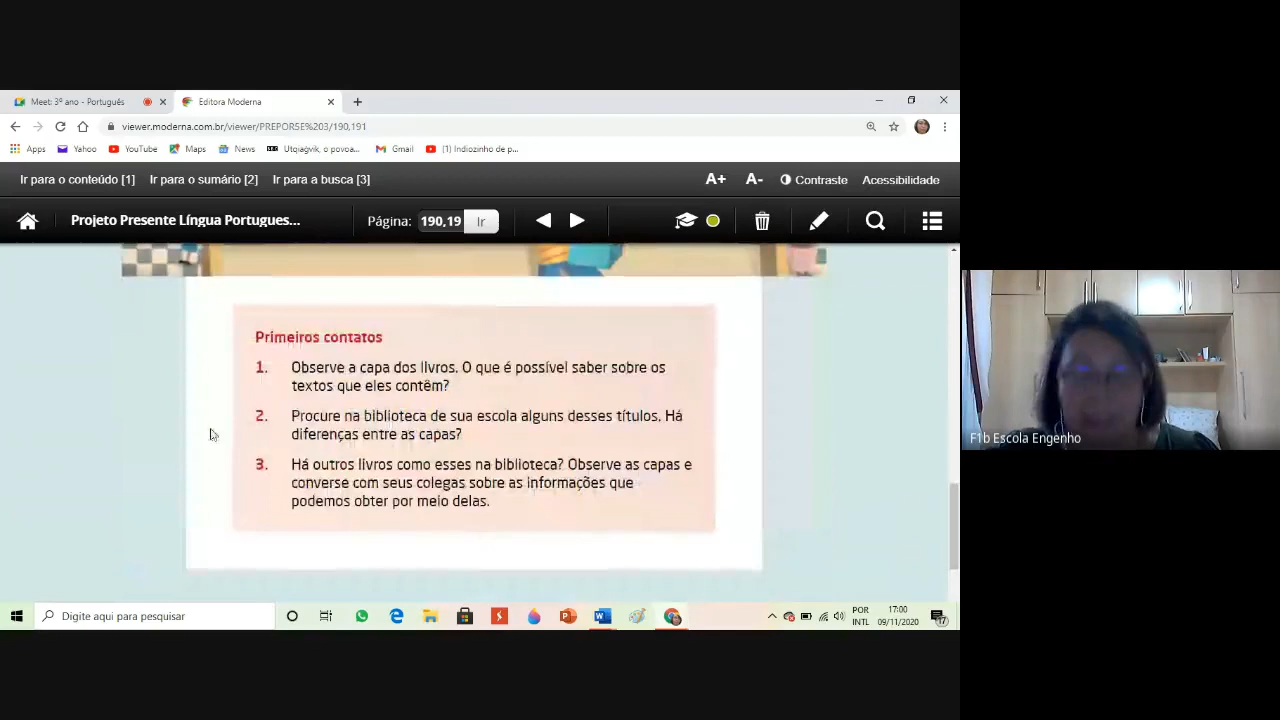 Meet: 3º ano - Português
Editora Moderna
viewer.moderna.com.br/viewer/PREPORSE%203/190,191
Apps Yahoo YouTube Maps News Utqiaġvik, o povoa... Gmail (1) Indiozinho de p...
Ir para o conteúdo [1] Ir para o sumário [2] Ir para a busca [3] A+ A- Contraste Acessibilidade
Projeto Presente Língua Portugues... Página: 190,19 Ir
Primeiros contatos
1. Observe a capa dos livros. O que é possível saber sobre os
textos que eles contêm?
2. Procure na biblioteca de sua escola alguns desses títulos. Há
diferenças entre as capas?
3. Há outros livros como esses na biblioteca? Observe as capas e
converse com seus colegas sobre as informações que
podemos obter por meio delas.
F1b Escola Engenho
Digite aqui para pesquisar
POR 17:00
INTL 09/11/2020
17